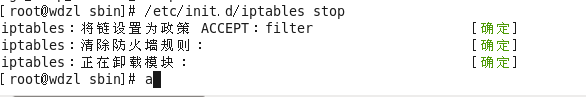 [root@wdzl sbin]# /etc/init.d/iptables stop
iptables：将链设置为政策 ACCEPT：filter [确定]
iptables：清除防火墙规则： [确定]
iptables：正在卸载模块： [确定]
[root@wdzl sbin]# a